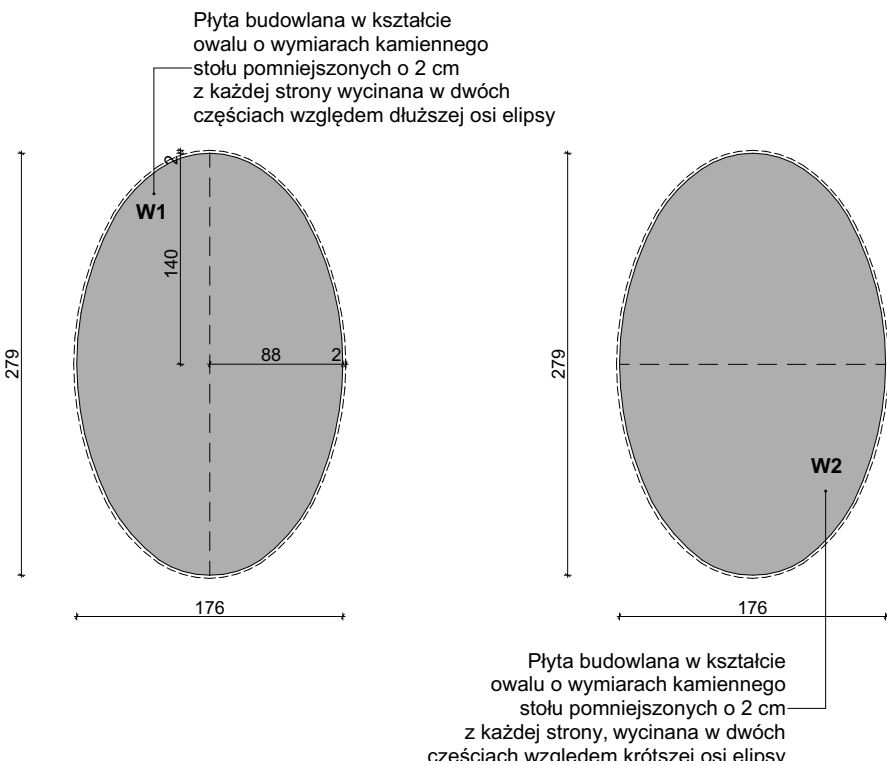 Płyta budowlana w kształcie
owalu o wymiarach kamiennego
stołu pomniejszonych o 2 cm
z każdej strony wycinana w dwóch
częściach względem dłuższej osi elipsy
2
W1
140
279
88
2
176
279
W2
176
Płyta budowlana w kształcie
owalu o wymiarach kamiennego
stołu pomniejszonych o 2 cm
z każdej strony, wycinana w dwóch
częściach względem krótszej osi elipsy